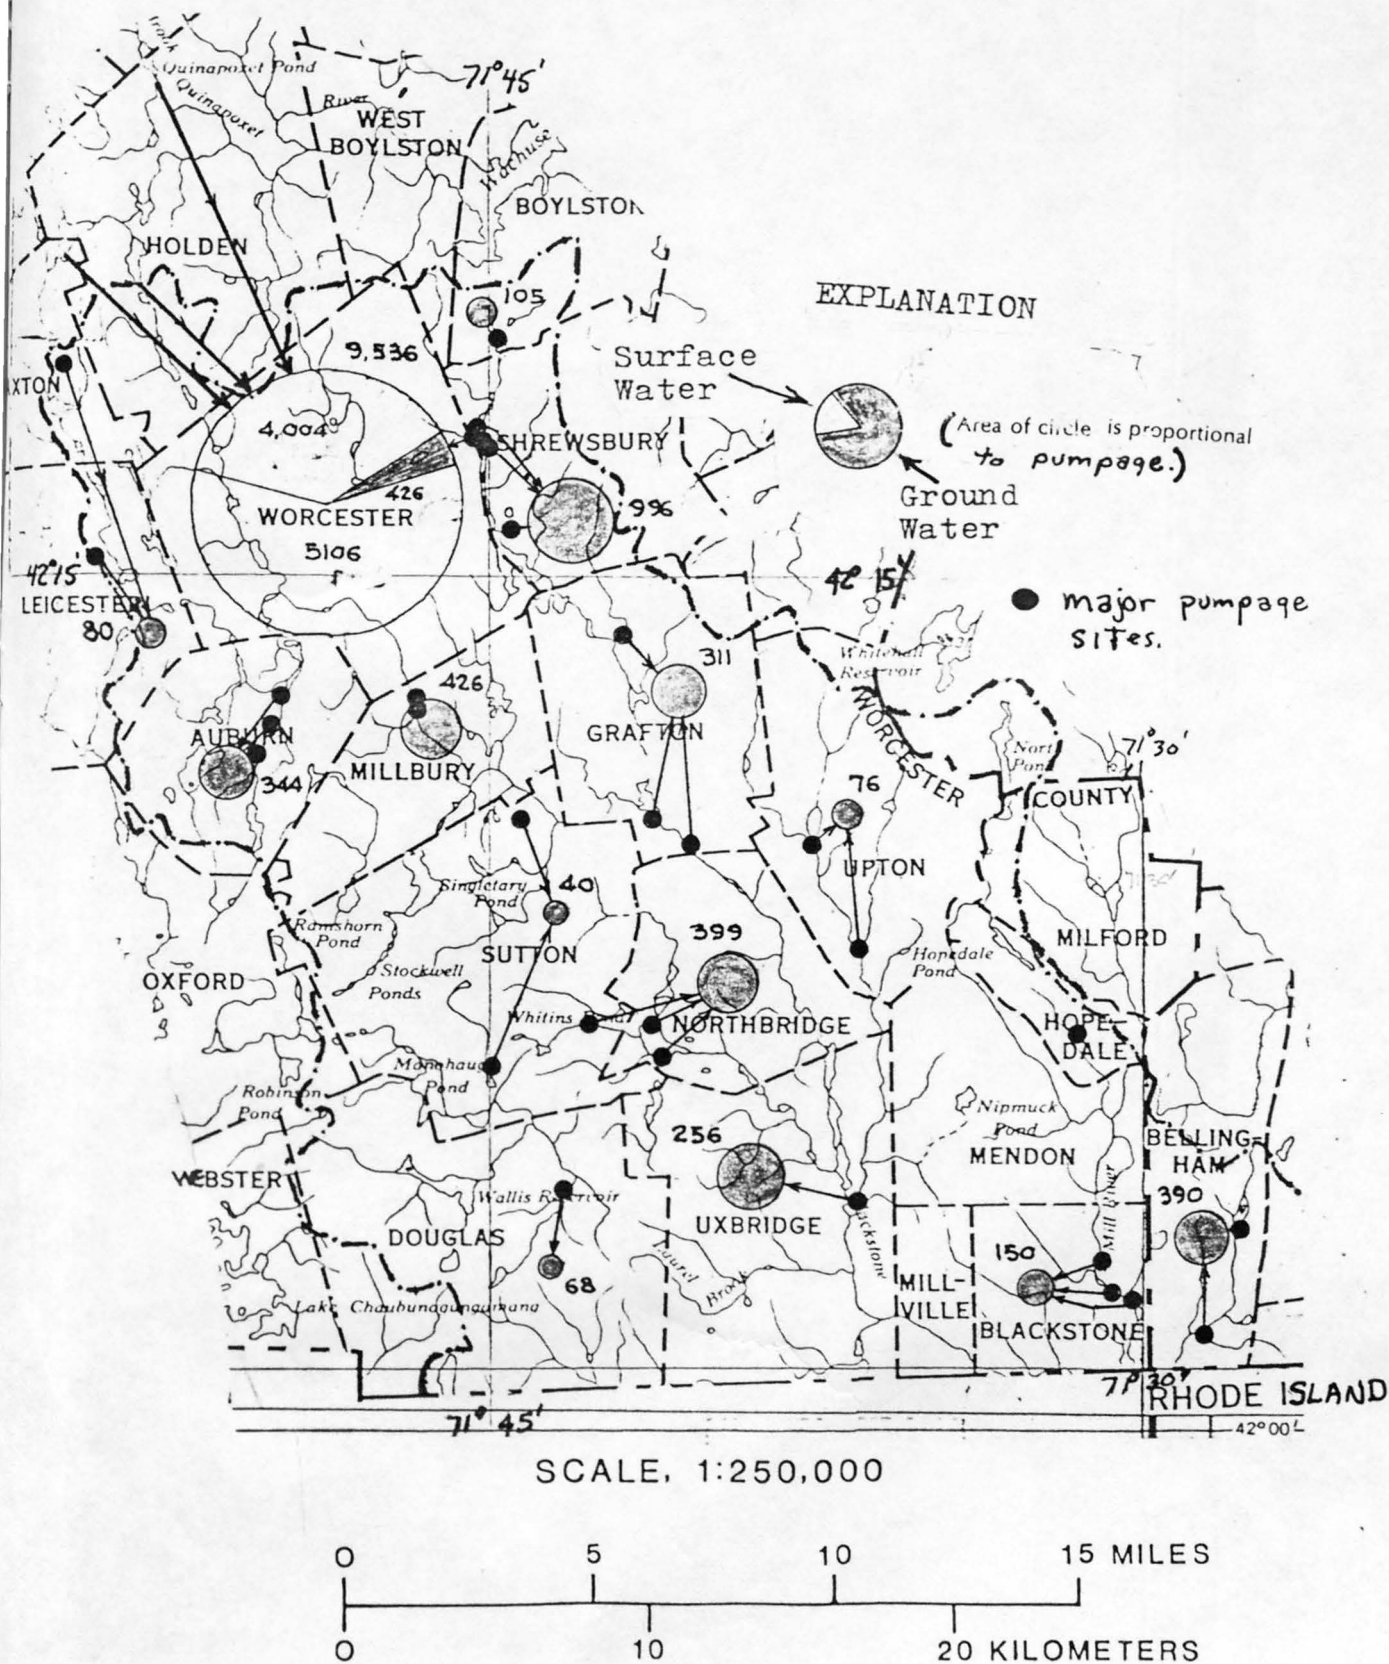 Quinapoxet Pond
71°45'
Quinapoxet
River
WEST
BOYLSTON
BOYLSTON
HOLDEN
105
EXPLANATION
9,536
Surface
Water
XTON
4,004
SHREWSBURY
(Area of circle is proportional
to pumpage.)
426
996
Ground
Water
WORCESTER
5106
42°15'
42° 15'
LEICESTER
80
major pumpage
sites.
311
Whitehall
Reservoir
426
WORCESTER
GRAFTON
AUBURN
71°30'
MILLBURY
344
76
COUNTY
UPTON
Singletary
Pond
40
Ramshorn
Pond
399
MILFORD
SUTTON
Hopedale
Pond
Stockwell
Ponds
OXFORD
Whitins Pond
NORTHBRIDGE
HOPE-
DALE
Manchaug
Pond
Robinson
Pond
Nipmuck
Pond
256
MENDON
BELLING-
HAM
WEBSTER
Mill River
390
Wallis Reservoir
UXBRIDGE
DOUGLAS
Blackstone
150
68
Laurel
Brook
MILL-
VILLE
Lake Chaubunagungamaug
BLACKSTONE
71°30'
RHODE ISLAND
71° 45'
42°00'
SCALE, 1:250,000
0 5 10 15 MILES
0 10 20 KILOMETERS